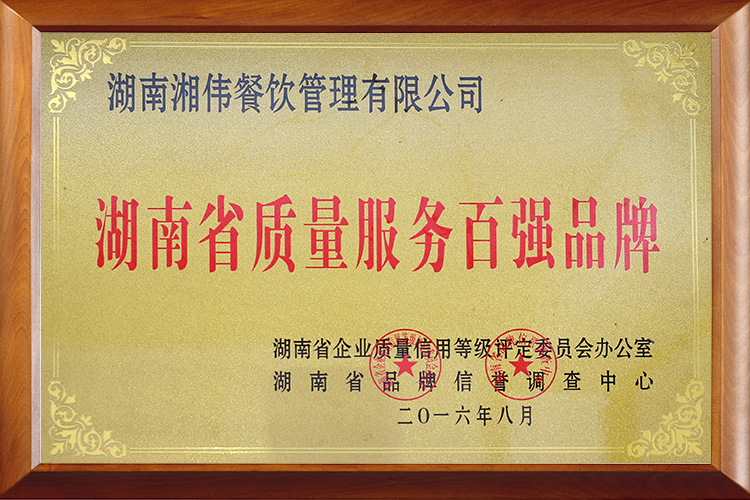 湖南湘伟餐饮管理有限公司
湖南省质量服务百强品牌
湖南省企业质量信用等级评定委员会办公室
湖南省品牌信誉调查中心
二〇一六年八月